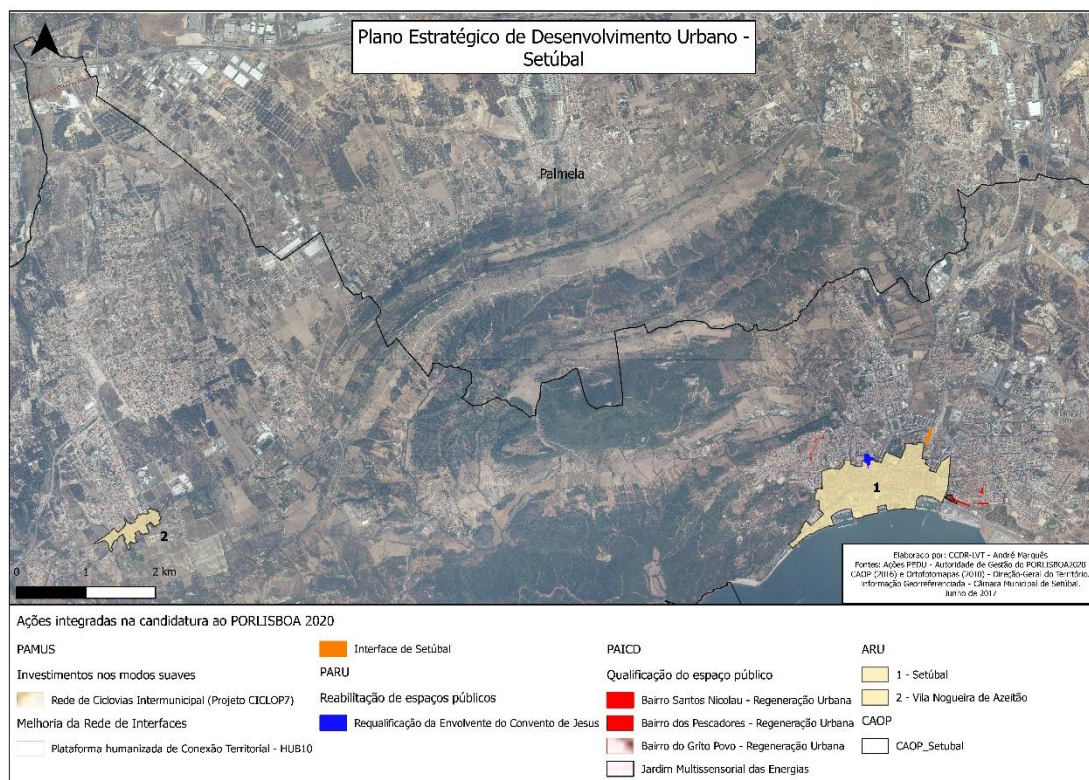 Plano Estratégico de Desenvolvimento Urbano -
Setúbal
Palmela
1
2
0 1 2 km
Elaborado por: CCDR-LVT - André Marquês
Fontes: Ações PEDU - Autoridade de Gestão do PORLISBOA2020
CAOP (2016) e Ortofotomapas (2010) - Direção-Geral do Território.
Informação Georreferenciada - Câmara Municipal de Setúbal.
Junho de 2017
Ações integradas na candidatura ao PORLISBOA 2020
PAMUS
Investimentos nos modos suaves
Rede de Ciclovias Intermunicipal (Projeto CICLOP7)
Melhoria da Rede de Interfaces
Plataforma humanizada de Conexão Territorial - HUB10
Interface de Setúbal
PARU
Reabilitação de espaços públicos
Requalificação da Envolvente do Convento de Jesus
PAICD
Qualificação do espaço público
Bairro Santos Nicolau - Regeneração Urbana
Bairro dos Pescadores - Regeneração Urbana
Bairro do Grito Povo - Regeneração Urbana
Jardim Multissensorial das Energias
ARU
1 - Setúbal
2 - Vila Nogueira de Azeitão
CAOP
CAOP_Setubal